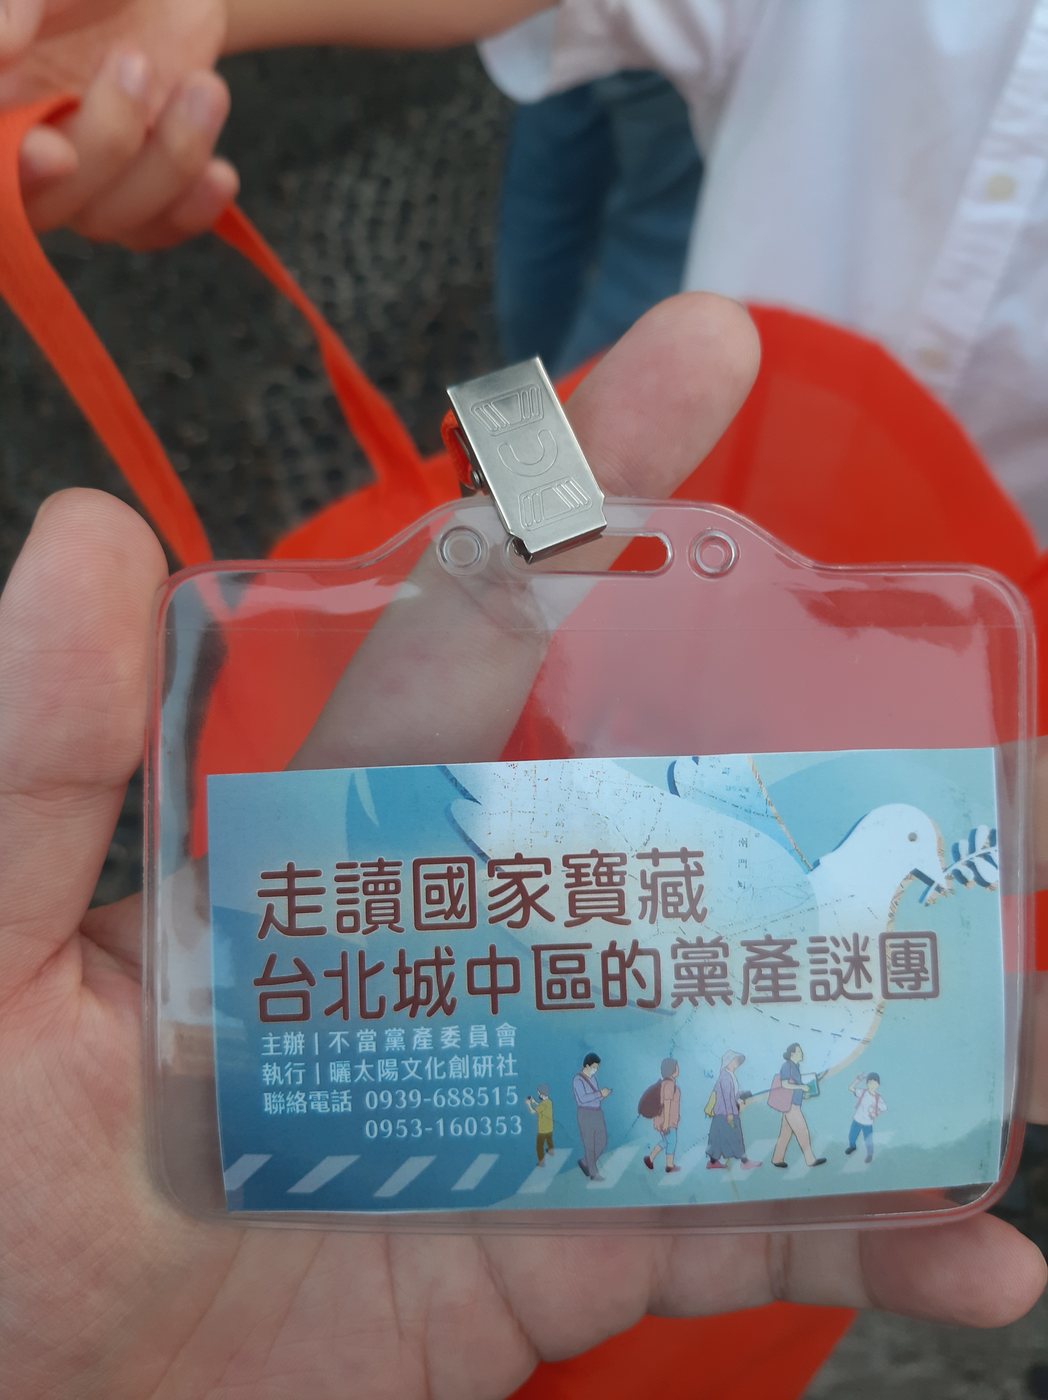 走讀國家寶藏
台北城中區的黨產謎團
主辦|不當黨產委員會
執行|曬太陽文化創研社
聯絡電話 0939-688515
0953-160353